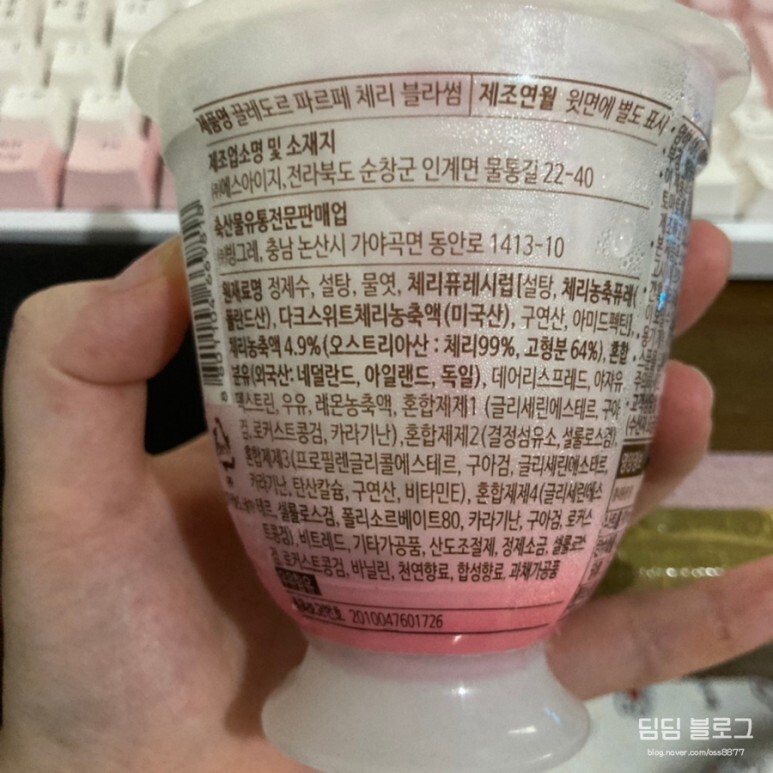 제품명 끌레도르 파르페 체리 블라썸 제조연월 윗면에 별도 표시
제조업소명 및 소재지
㈜에스아이지, 전라북도 순창군 인계면 물통길 22-40
축산물유통전문판매업
㈜빙그레, 충남 논산시 가야곡면 동안로 1413-10
원재료명 정제수, 설탕, 물엿, 체리퓨레시럽[설탕, 체리농축퓨레(
폴란드산), 다크스위트체리농축액(미국산), 구연산, 아미드펙틴],
체리농축액 4.9%(오스트리아산 : 체리99%, 고형분 64%), 혼합
분유(외국산: 네덜란드, 아일랜드, 독일), 데어리스프레드, 야자유,
덱스트린, 우유, 레몬농축액, 혼합제제1 (글리세린에스테르, 구아
검, 로커스트콩검, 카라기난), 혼합제제2(결정섬유소, 셀룰로스검),
혼합제제3(프로필렌글리콜에스테르, 구아검, 글리세린에스테르,
카라기난, 탄산칼슘, 구연산, 비타민E), 혼합제제4(글리세린에스
테르, 셀룰로스검, 폴리소르베이트80, 카라기난, 구아검, 로커스
트콩검), 비트레드, 기타가공품, 산도조절제, 정제소금, 셀룰로스
검, 로커스트콩검, 바닐린, 천연향료, 합성향료, 과채가공품
품목보고번호 2010047601726
딤딤 블로그
blog.naver.com/oss8877